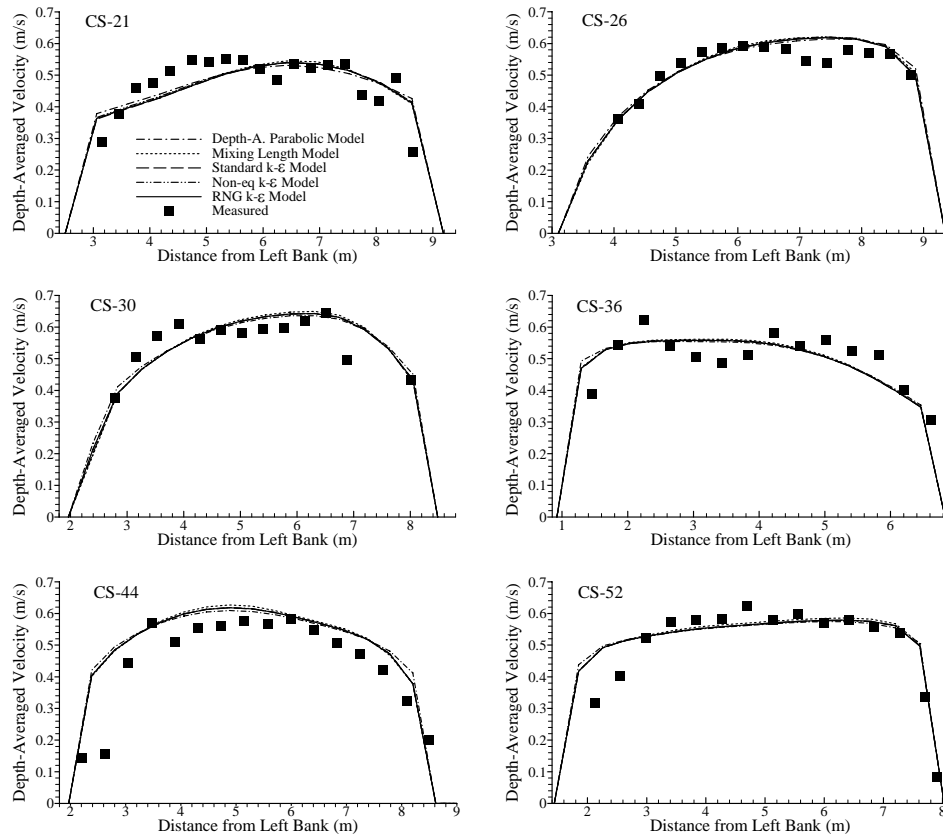 CS-21
Depth-Averaged Velocity (m/s)
0.7
0.6
0.5
0.4
0.3
0.2
0.1
0
Depth-A. Parabolic Model
Mixing Length Model
Standard k-ε Model
Non-eq k-ε Model
RNG k-ε Model
Measured
3 4 5 6 7 8 9
Distance from Left Bank (m)
CS-26
Depth-Averaged Velocity (m/s)
0.7
0.6
0.5
0.4
0.3
0.2
0.1
0
3 4 5 6 7 8 9
Distance from Left Bank (m)
CS-30
Depth-Averaged Velocity (m/s)
0.7
0.6
0.5
0.4
0.3
0.2
0.1
0
2 3 4 5 6 7 8
Distance from Left Bank (m)
CS-36
Depth-Averaged Velocity (m/s)
0.7
0.6
0.5
0.4
0.3
0.2
0.1
0
1 2 3 4 5 6
Distance from Left Bank (m)
CS-44
Depth-Averaged Velocity (m/s)
0.7
0.6
0.5
0.4
0.3
0.2
0.1
0
2 3 4 5 6 7 8 9
Distance from Left Bank (m)
CS-52
Depth-Averaged Velocity (m/s)
0.7
0.6
0.5
0.4
0.3
0.2
0.1
0
2 3 4 5 6 7 8
Distance from Left Bank (m)